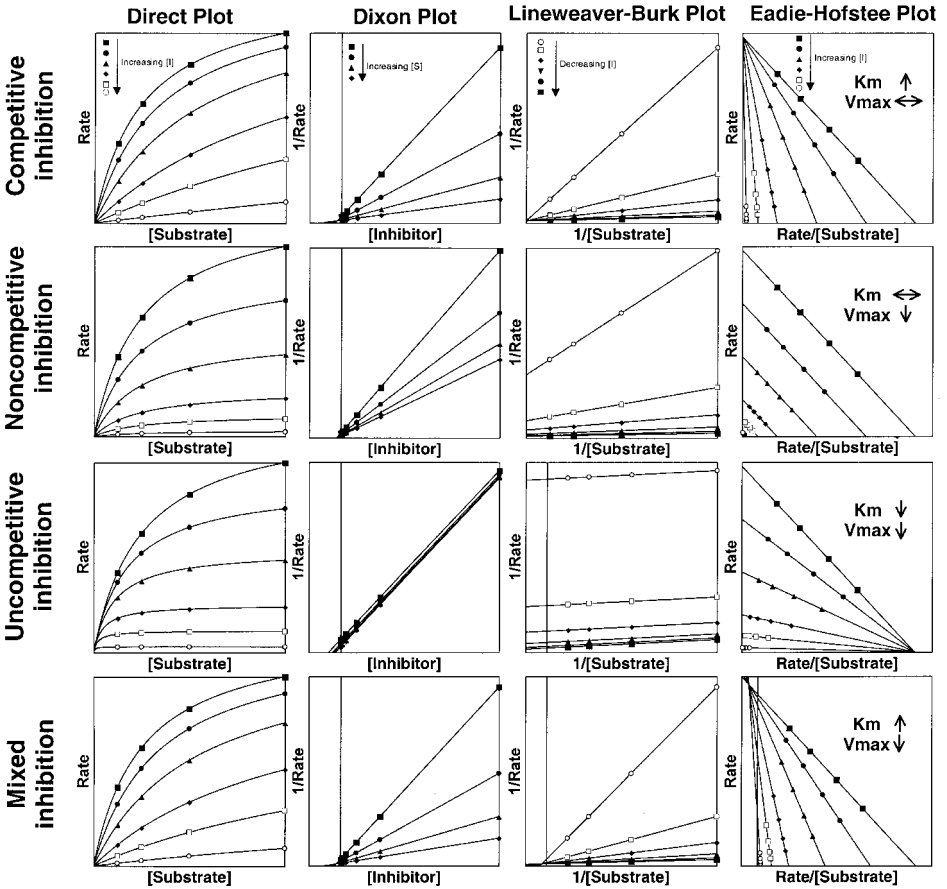 Direct Plot
Dixon Plot
Lineweaver-Burk Plot
Eadie-Hofstee Plot
Competitive
inhibition
Rate
Increasing [I]
[Substrate]
1/Rate
Increasing [S]
[Inhibitor]
1/Rate
Decreasing [I]
1/[Substrate]
Rate
Increasing [I]
Km ↑
Vmax ↔
Rate/[Substrate]
Noncompetitive
inhibition
Rate
[Substrate]
1/Rate
[Inhibitor]
1/Rate
1/[Substrate]
Rate
Km ↔
Vmax ↓
Rate/[Substrate]
Uncompetitive
inhibition
Rate
[Substrate]
1/Rate
[Inhibitor]
1/Rate
1/[Substrate]
Rate
Km ↓
Vmax ↓
Rate/[Substrate]
Mixed
inhibition
Rate
[Substrate]
1/Rate
[Inhibitor]
1/Rate
1/[Substrate]
Rate
Km ↑
Vmax ↓
Rate/[Substrate]